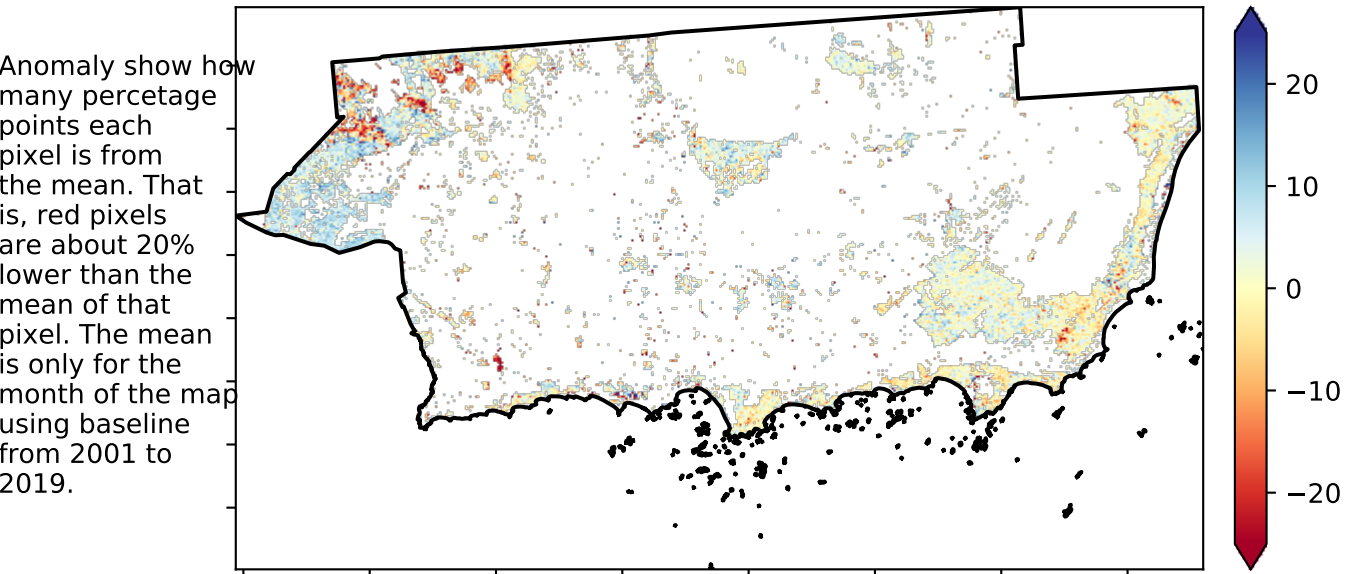 Anomaly show how
many percetage
points each
pixel is from
the mean. That
is, red pixels
are about 20%
lower than the
mean of that
pixel. The mean
is only for the
month of the map
using baseline
from 2001 to
2019.
20
10
0
−10
−20